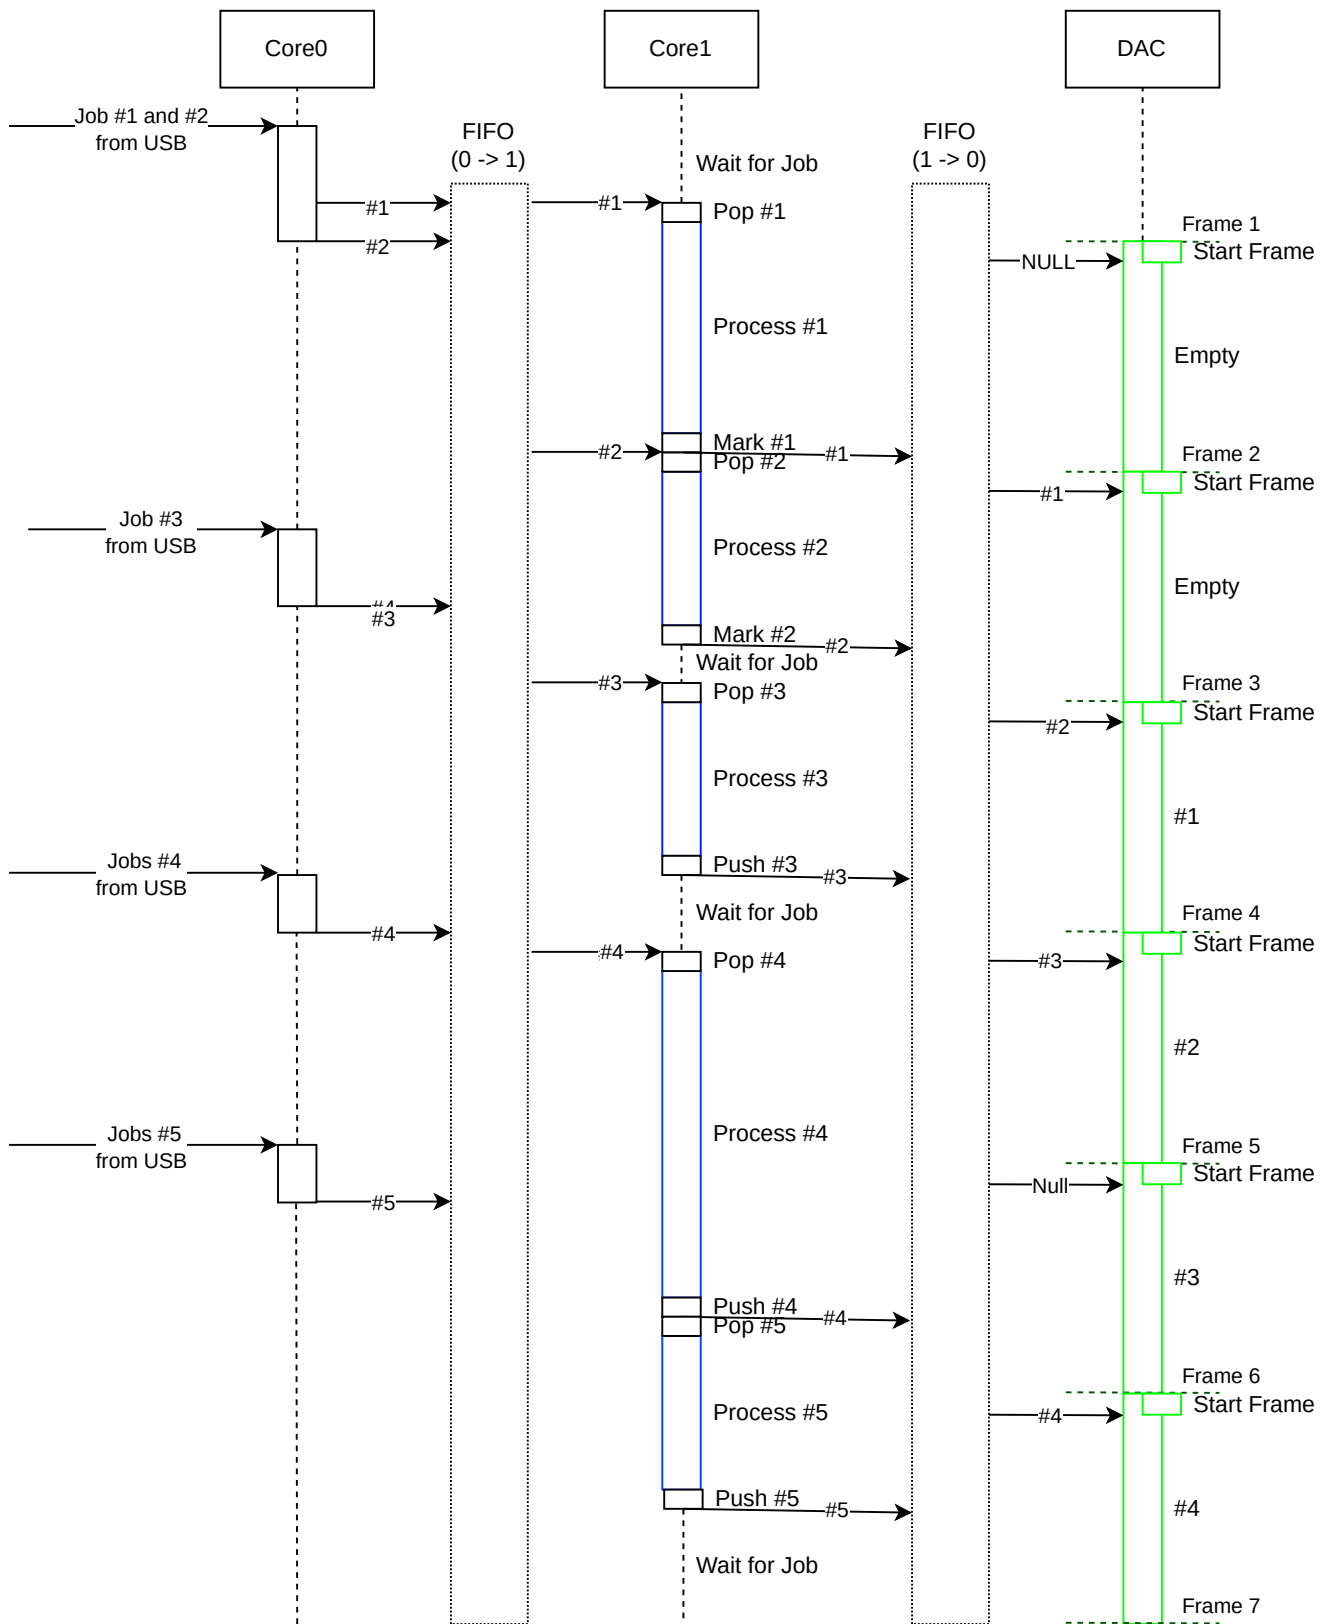 Core0
Core1
DAC
Job #1 and #2
from USB
FIFO
(0 -> 1)
FIFO
(1 -> 0)
Wait for Job
#1
#1
Pop #1
Frame 1
#2
Start Frame
NULL
Process #1
Empty
Mark #1
#2
#1
Pop #2
Frame 2
Start Frame
#1
Job #3
from USB
Process #2
Empty
#4
#3
Mark #2
#2
Wait for Job
#3
Pop #3
Frame 3
Start Frame
#2
Process #3
#1
Jobs #4
from USB
Push #3
#3
Wait for Job
Frame 4
#4
Start Frame
#4
Pop #4
#3
#2
Jobs #5
from USB
Process #4
Frame 5
Start Frame
Null
#5
#3
Push #4
#4
Pop #5
Frame 6
Start Frame
Process #5
#4
Push #5
#5
#4
Wait for Job
Frame 7